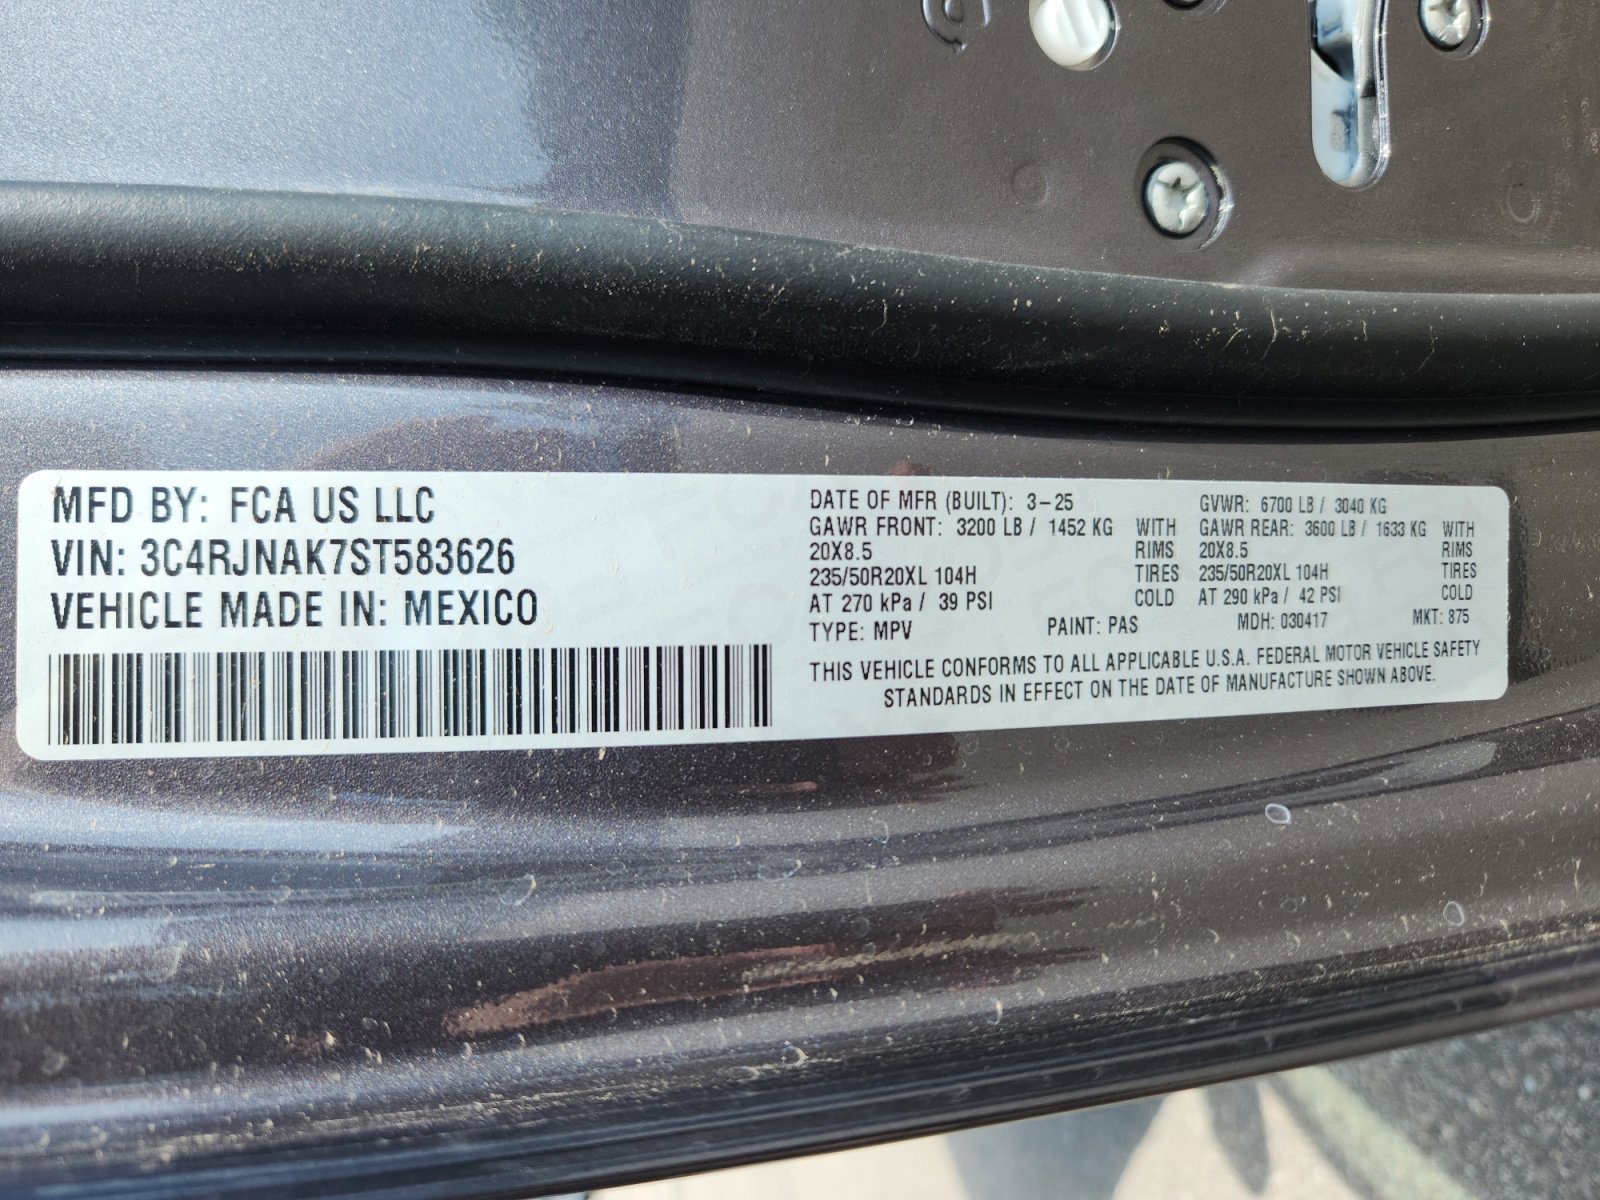 MFD BY: FCA US LLC
VIN: 3C4RJNAK7ST583626
VEHICLE MADE IN: MEXICO
DATE OF MFR (BUILT): 3-25 GVWR: 6700 LB / 3040 KG
GAWR FRONT: 3200 LB / 1452 KG WITH GAWR REAR: 3600 LB / 1633 KG WITH
20X8.5 RIMS 20X8.5 RIMS
235/50R20XL 104H TIRES 235/50R20XL 104H TIRES
AT 270 kPa / 39 PSI COLD AT 290 kPa / 42 PSI COLD
TYPE: MPV PAINT: PAS MDH: 030417 MKT: 875
THIS VEHICLE CONFORMS TO ALL APPLICABLE U.S.A. FEDERAL MOTOR VEHICLE SAFETY
STANDARDS IN EFFECT ON THE DATE OF MANUFACTURE SHOWN ABOVE.